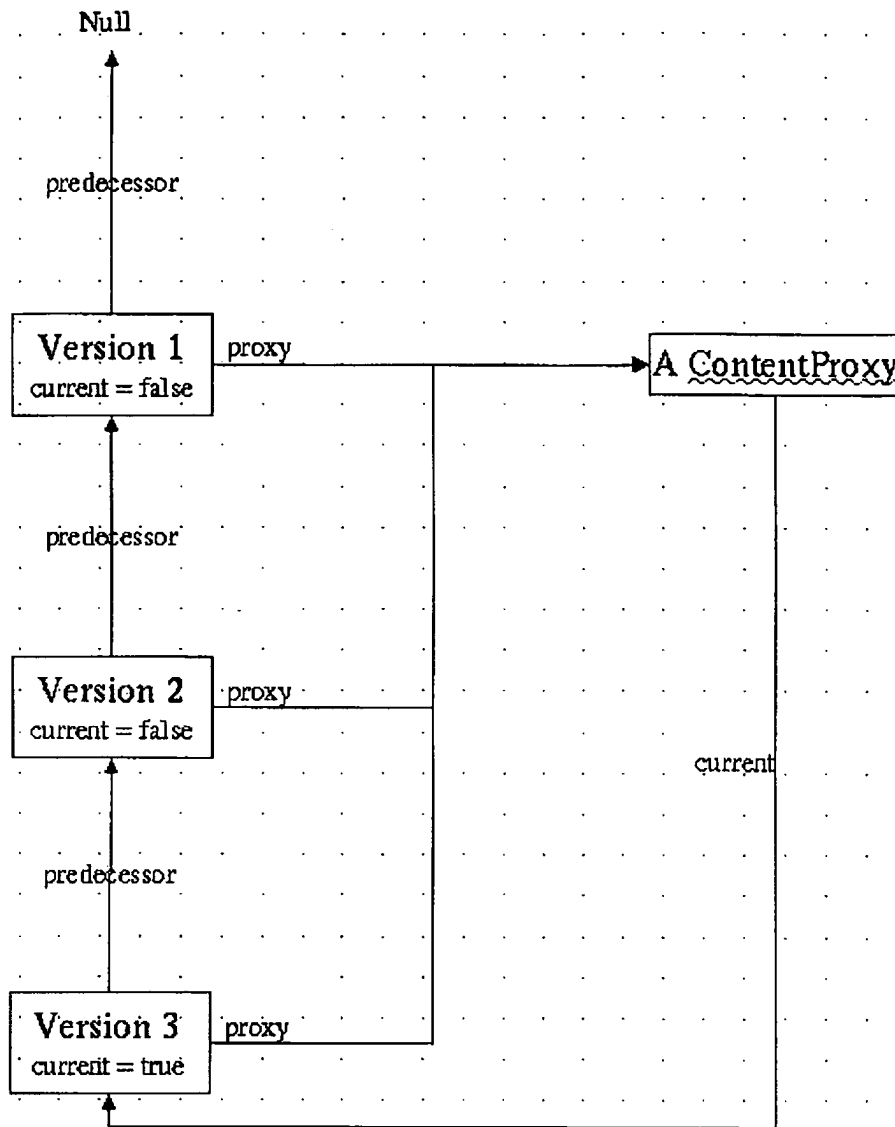 Null
predecessor
Version 1
current = false
proxy
A ContentProxy
predecessor
Version 2
current = false
proxy
current
predecessor
Version 3
current = true
proxy